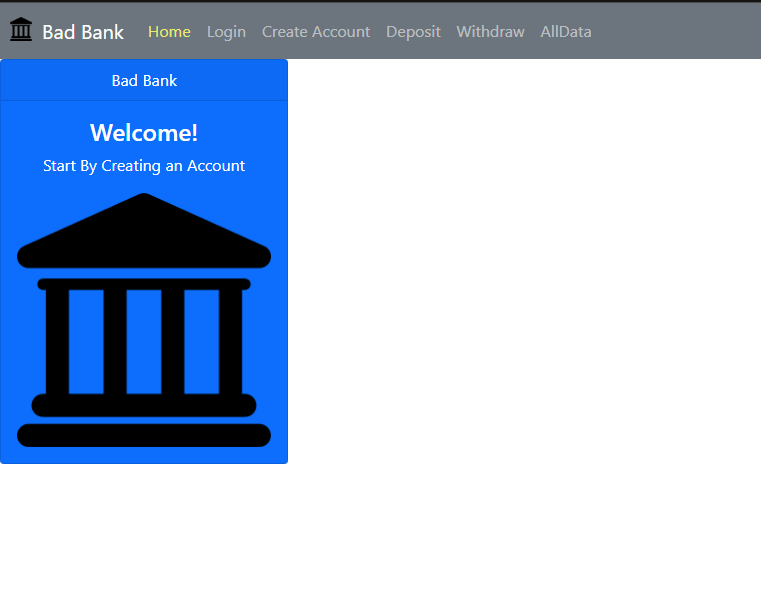 Bad Bank Home Login Create Account Deposit Withdraw AllData
Bad Bank
Welcome!
Start By Creating an Account